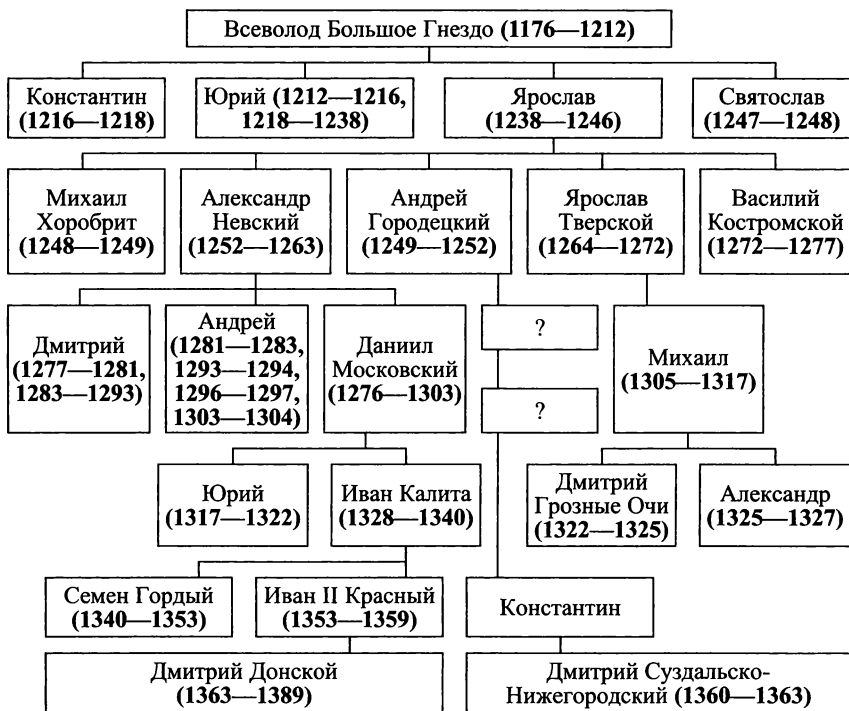 Всеволод Большое Гнездо (1176—1212)
Константин
(1216—1218)
Юрий (1212—1216,
1218—1238)
Ярослав
(1238—1246)
Святослав
(1247—1248)
Михаил
Хоробрит
(1248—1249)
Александр
Невский
(1252—1263)
Андрей
Городецкий
(1249—1252)
Ярослав
Тверской
(1264—1272)
Василий
Костромской
(1272—1277)
Дмитрий
(1277—1281,
1283—1293)
Андрей
(1281—1283,
1293—1294,
1296—1297,
1303—1304)
Даниил
Московский
(1276—1303)
?
?
Михаил
(1305—1317)
Юрий
(1317—1322)
Иван Калита
(1328—1340)
Дмитрий
Грозные Очи
(1322—1325)
Александр
(1325—1327)
Семен Гордый
(1340—1353)
Иван II Красный
(1353—1359)
Константин
Дмитрий Донской
(1363—1389)
Дмитрий Суздальско-
Нижегородский (1360—1363)